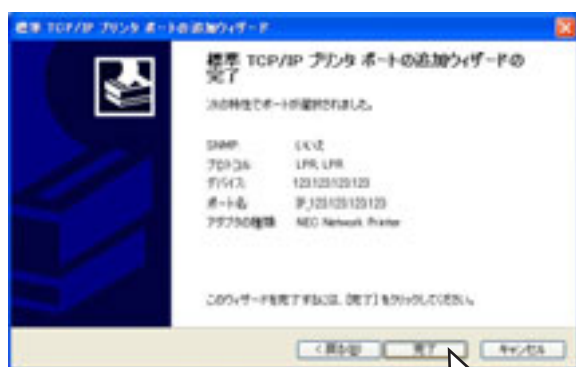 標準 TCP/IP プリンタ ポートの追加ウィザード
標準 TCP/IP プリンタ ポートの追加ウィザードの
完了
次の特性でポートが選択されました。
SNMP: いいえ
プロトコル: LPR, LPR
デバイス: 123.123.123.123
ポート名: IP_123.123.123.123
アダプタの種類: NEC Network Printer
このウィザードを完了するには、[完了] をクリックしてください。
< 戻る(B) 完了 キャンセル